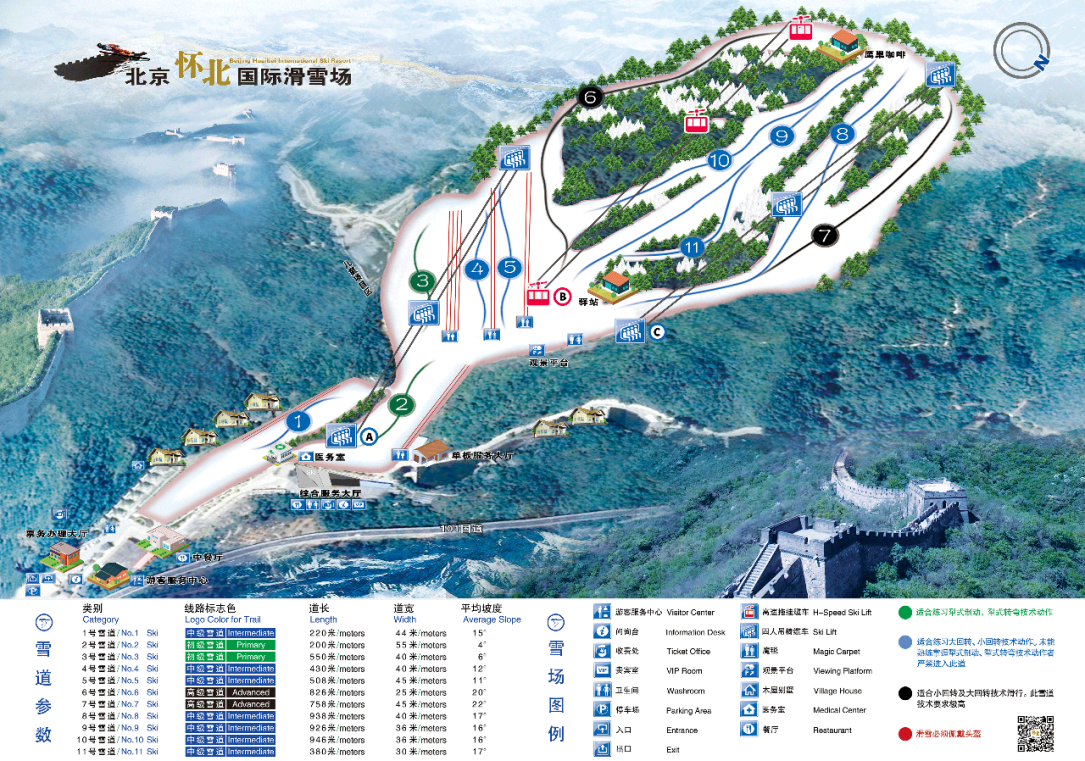 北京怀北国际滑雪场
Beijing Huaibei International Ski Resort
鹰巢咖啡
6
10
9
8
7
11
3
4
5
B
驿站
C
观景平台
2
1
A
医务室
单板服务大厅
综合服务大厅
票务办理大厅
中餐厅
游客服务中心
N
雪道参数
类别 线路标志色 道长 道宽 平均坡度
Category Logo Color for Trail Length Width Average Slope
1号雪道/No.1 Ski 中级雪道 Intermediate 220米/meters 44米/meters 15°
2号雪道/No.2 Ski 初级雪道 Primary 200米/meters 55米/meters 4°
3号雪道/No.3 Ski 初级雪道 Primary 550米/meters 40米/meters 6°
4号雪道/No.4 Ski 中级雪道 Intermediate 430米/meters 40米/meters 12°
5号雪道/No.5 Ski 中级雪道 Intermediate 508米/meters 45米/meters 11°
6号雪道/No.6 Ski 高级雪道 Advanced 826米/meters 25米/meters 20°
7号雪道/No.7 Ski 高级雪道 Advanced 758米/meters 45米/meters 22°
8号雪道/No.8 Ski 中级雪道 Intermediate 938米/meters 40米/meters 17°
9号雪道/No.9 Ski 中级雪道 Intermediate 926米/meters 36米/meters 16°
10号雪道/No.10 Ski 中级雪道 Intermediate 946米/meters 36米/meters 16°
11号雪道/No.11 Ski 中级雪道 Intermediate 380米/meters 30米/meters 17°
雪场图例
游客服务中心 Visitor Center
问询台 Information Desk
收费处 Ticket Office
贵宾室 VIP Room
卫生间 Washroom
停车场 Parking Area
入口 Entrance
出口 Exit
高速拖缆车 H-Speed Ski Lift
四人吊椅缆车 Ski Lift
魔毯 Magic Carpet
观景平台 Viewing Platform
木屋别墅 Village House
医务室 Medical Center
餐厅 Restaurant
适合练习犁式制动、犁式转弯技术动作
适合练习大回转、小回转技术动作。未能
熟练掌握犁式制动、犁式转弯技术动作者
严禁进入此道
适合小回转及大回转技术滑行；此雪道
技术要求极高
滑雪必须佩戴头盔